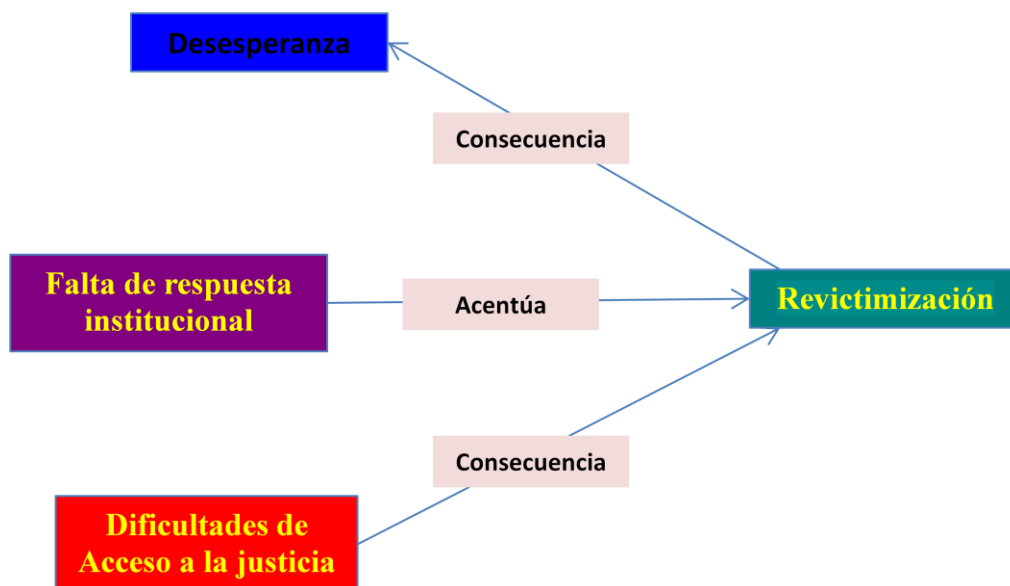 Desesperanza
Consecuencia
Falta de respuesta
institucional
Acentúa
Revictimización
Consecuencia
Dificultades de
Acceso a la justicia